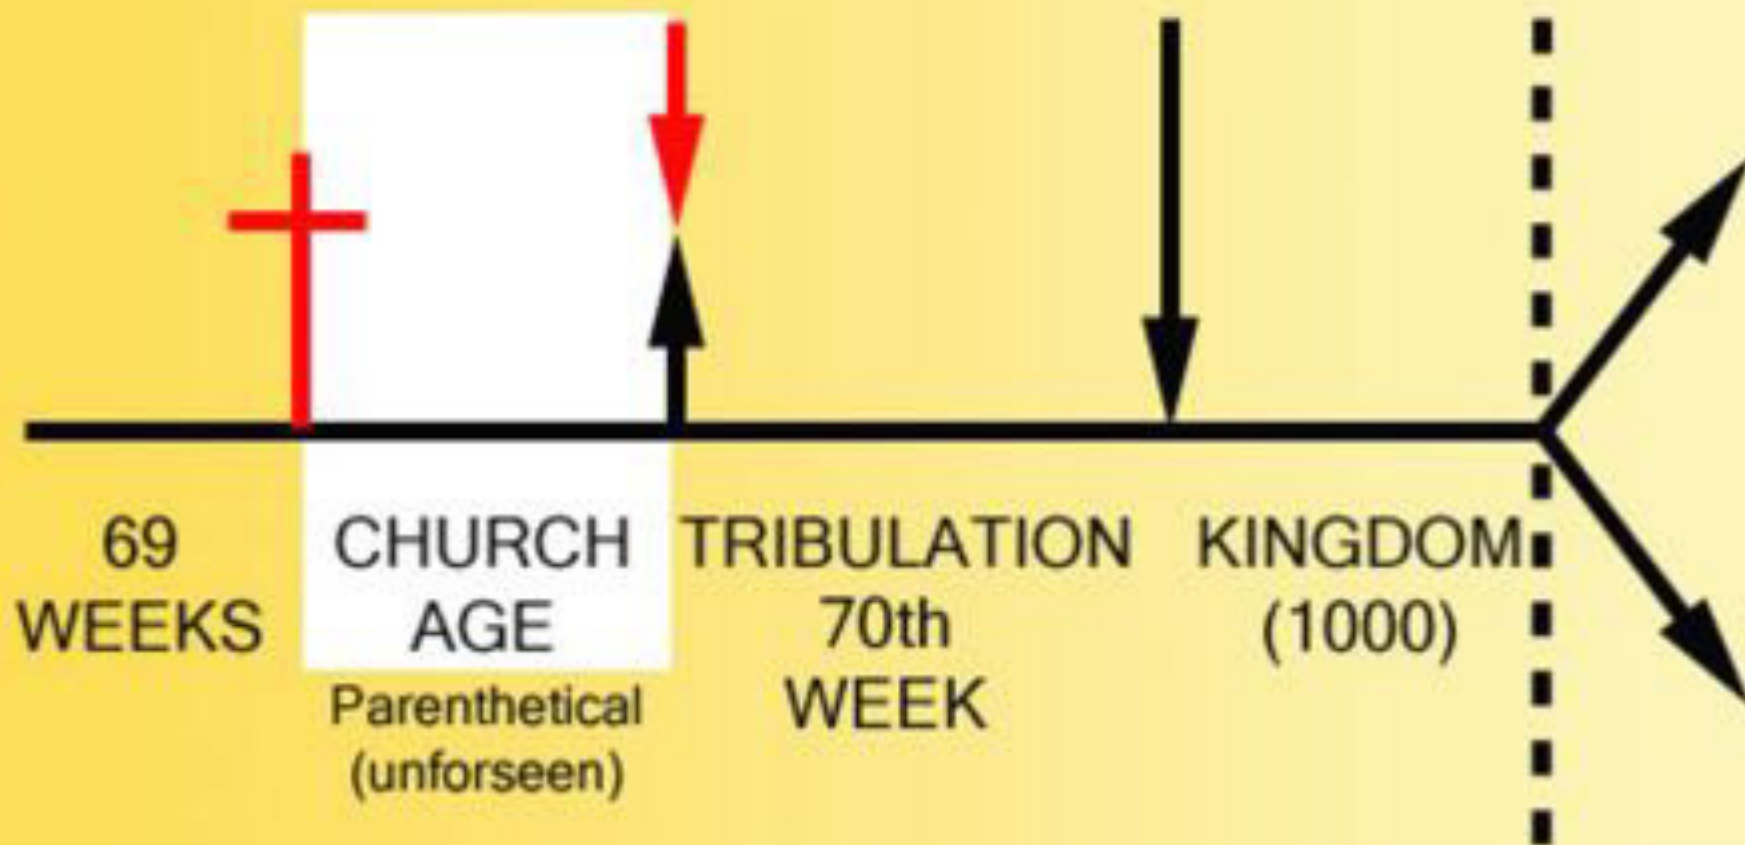 69
WEEKS
CHURCH
AGE
Parenthetical
(unforseen)
TRIBULATION
70th
WEEK
KINGDOM
(1000)